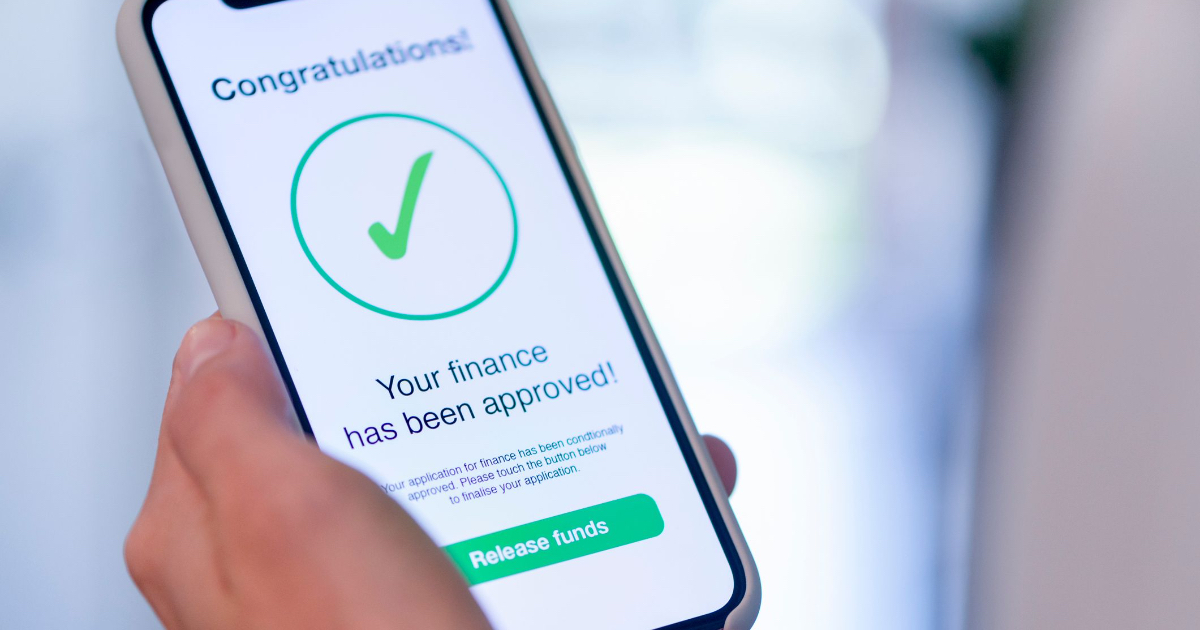 Congratulations!
Your finance
has been approved!
Your application for finance has been condtionally
approved. Please touch the button below
to finalise your application.
Release funds